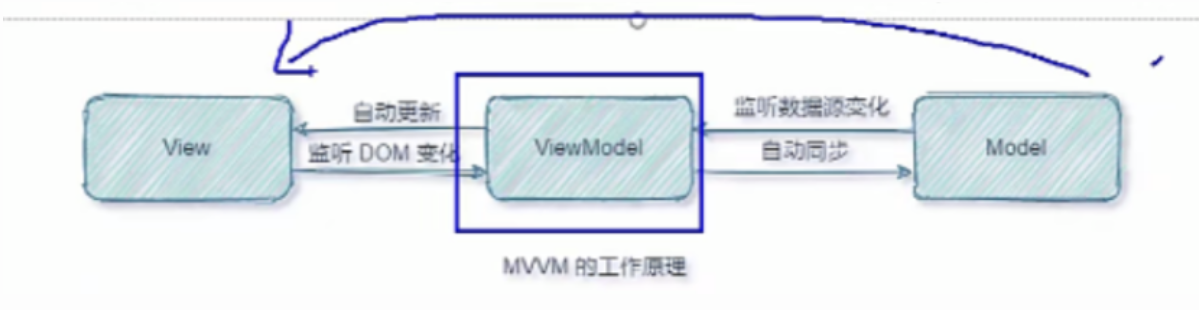 自动更新
监听数据源变化
View
监听 DOM 变化
ViewModel
自动同步
Model
MVVM 的工作原理